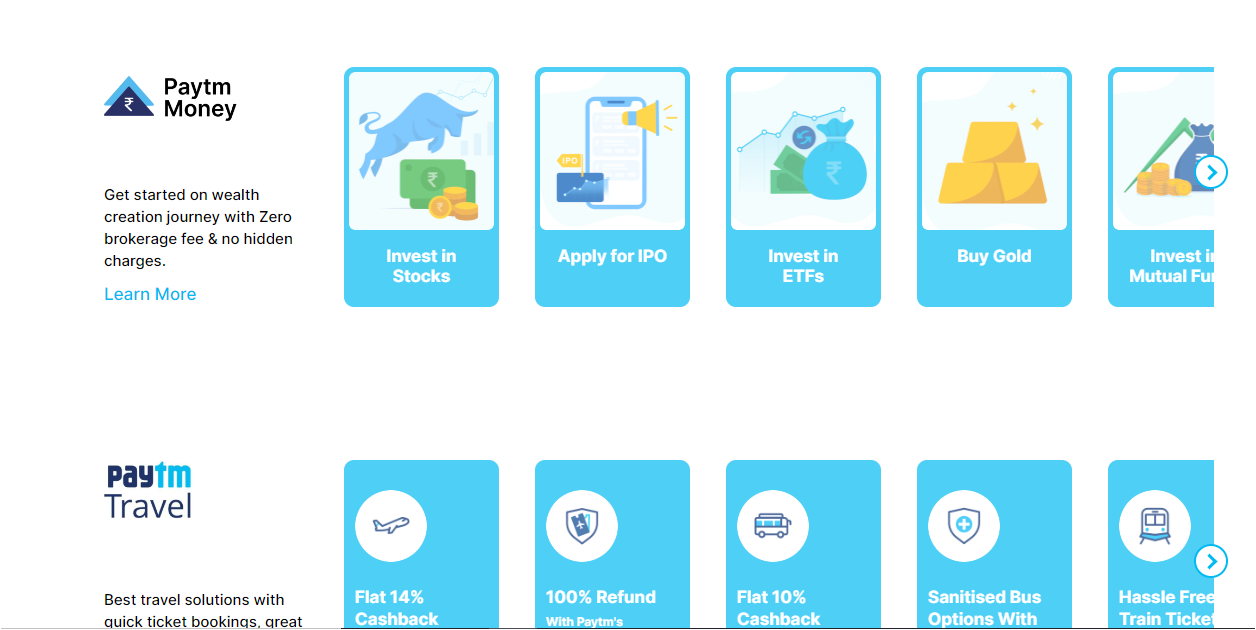 Paytm
Money
Get started on wealth
creation journey with Zero
brokerage fee & no hidden
charges.
Learn More
Invest in
Stocks
IPO
Apply for IPO
Invest in
ETFs
Buy Gold
Invest in
Mutual Fu
paytm
Travel
Best travel solutions with
quick ticket bookings, great
Flat 14%
Cashback
100% Refund
With Paytm's
Flat 10%
Cashback
Sanitised Bus
Options With
Hassle Free
Train Ticket